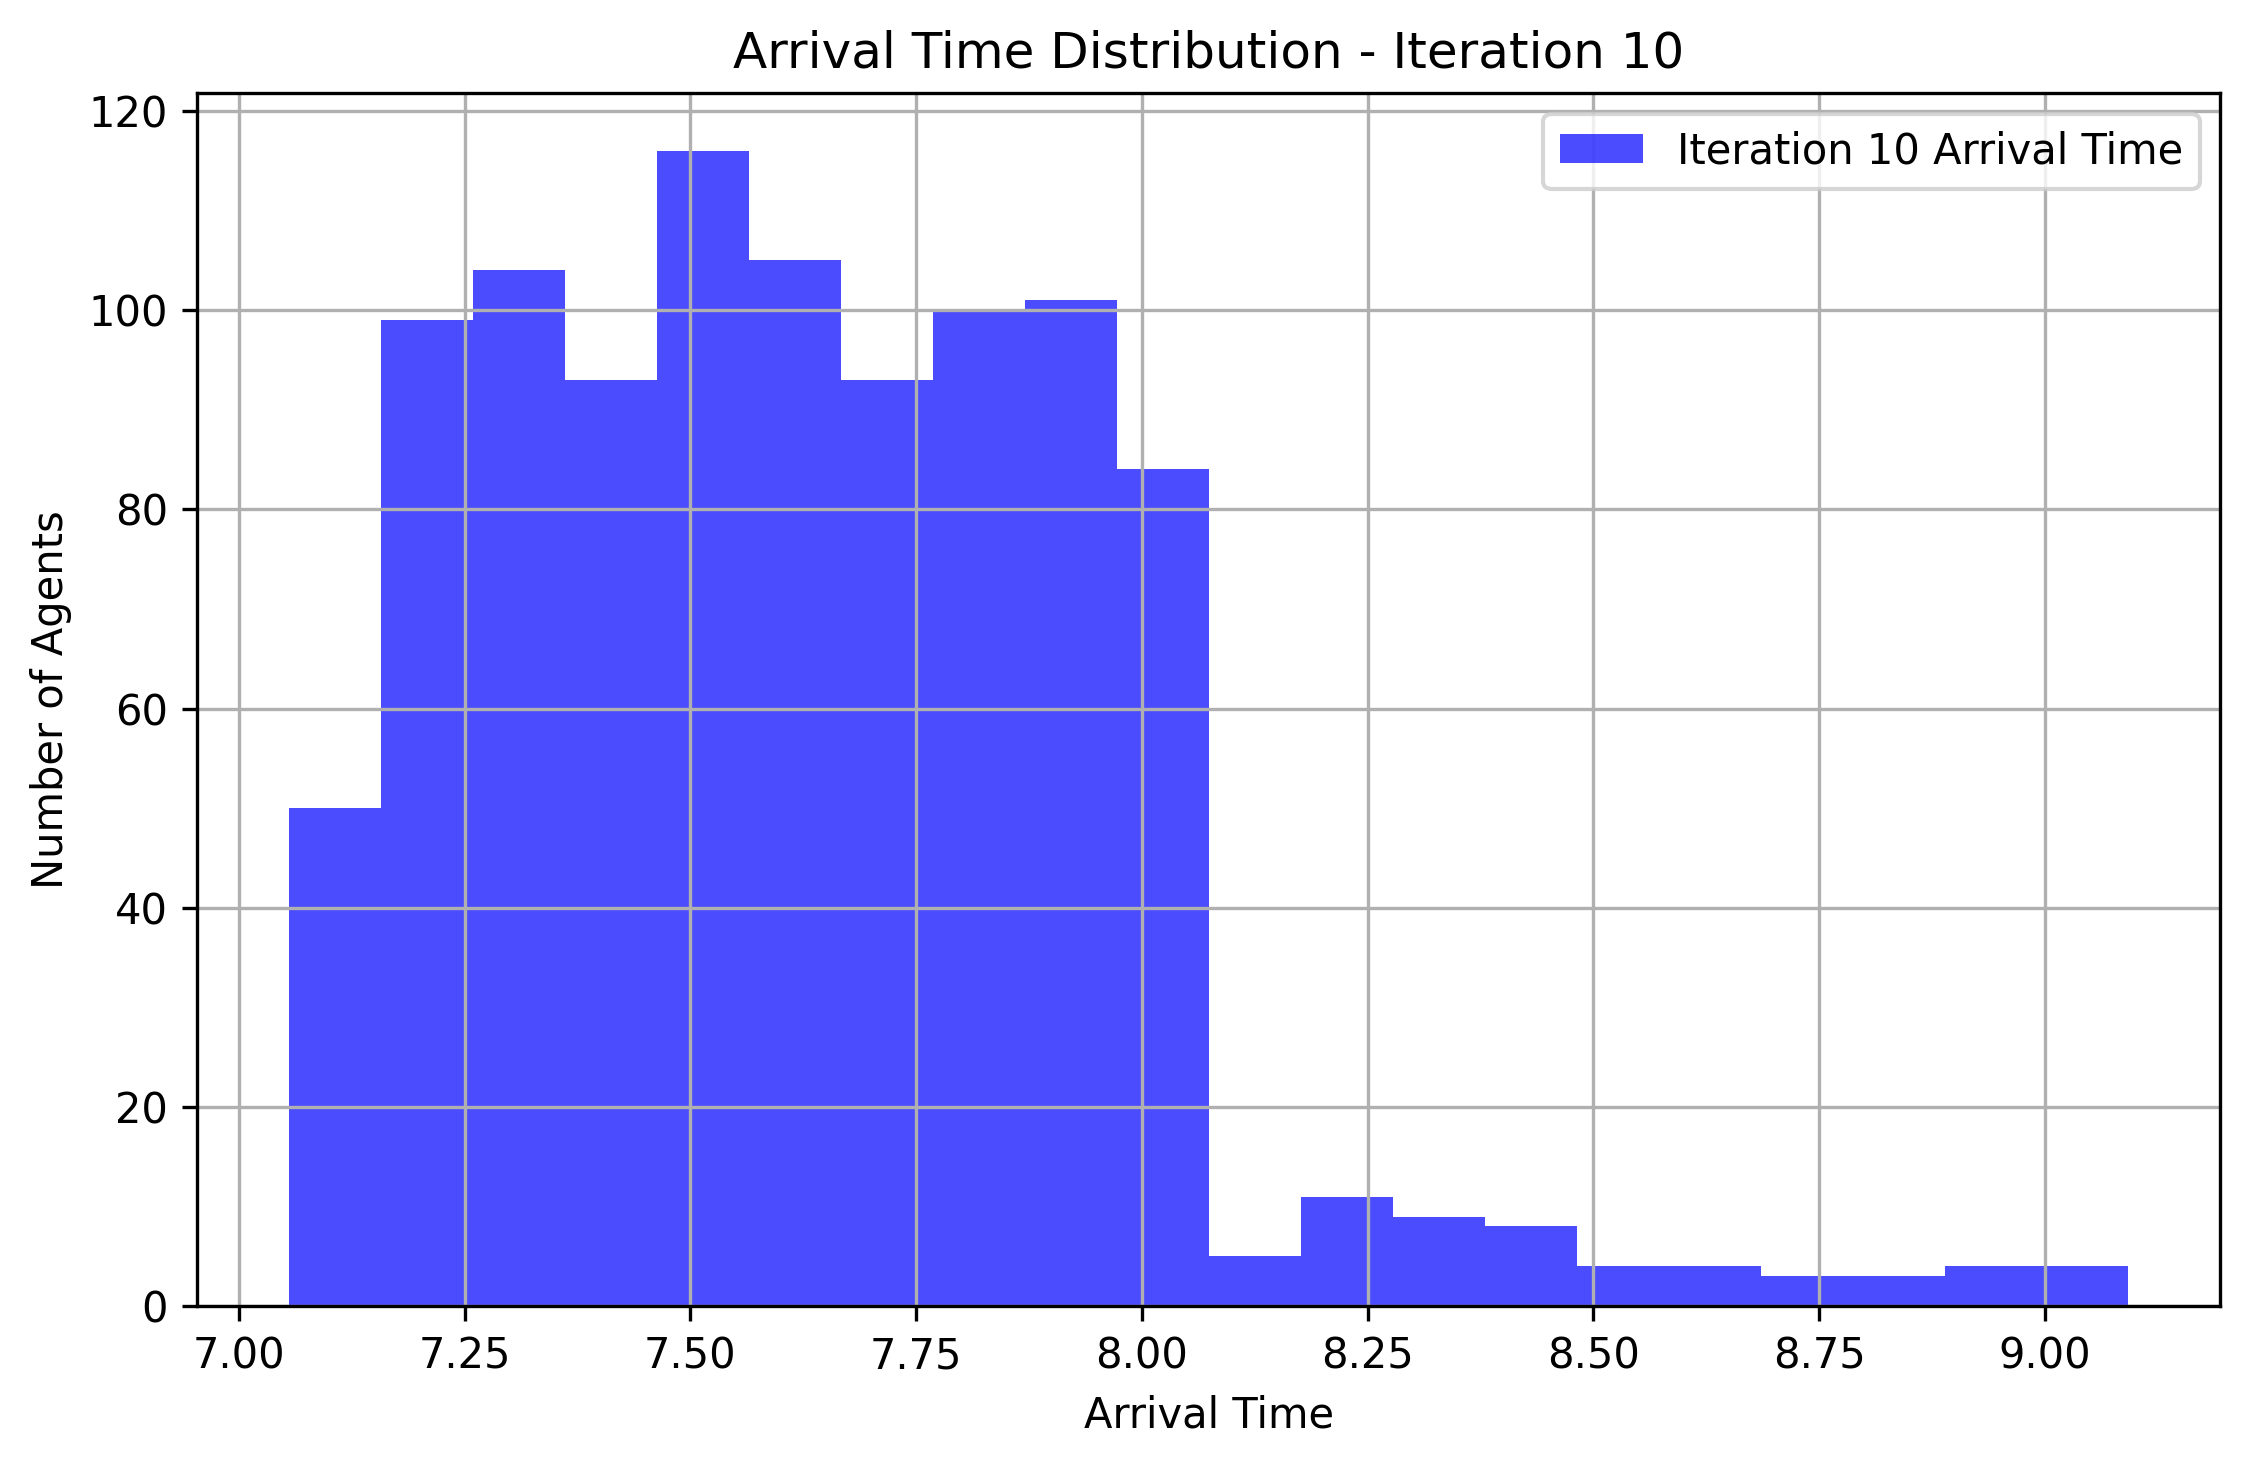 Arrival Time Distribution - Iteration 10
Iteration 10 Arrival Time
Number of Agents
120
100
80
60
40
20
0
7.00 7.25 7.50 7.75 8.00 8.25 8.50 8.75 9.00
Arrival Time